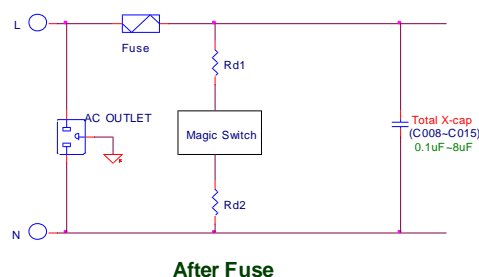 L
Fuse
Rd1
AC OUTLET
Magic Switch
Total X-cap
(C008~C015)
0.1uF~8uF
Rd2
N
After Fuse